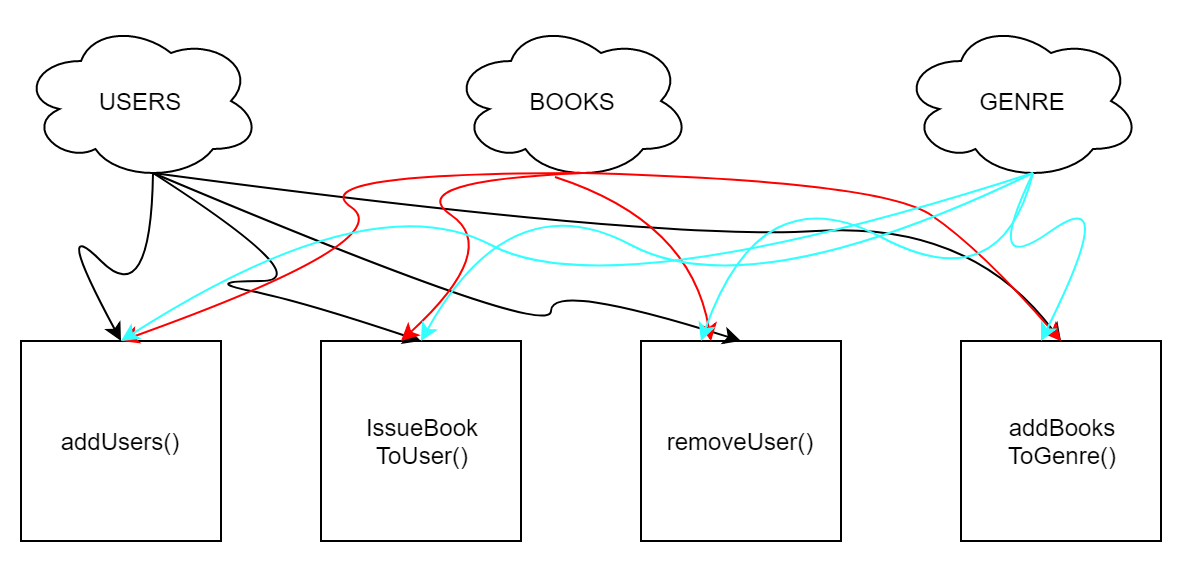 USERS
BOOKS
GENRE
addUsers()
IssueBook
ToUser()
removeUser()
addBooks
ToGenre()